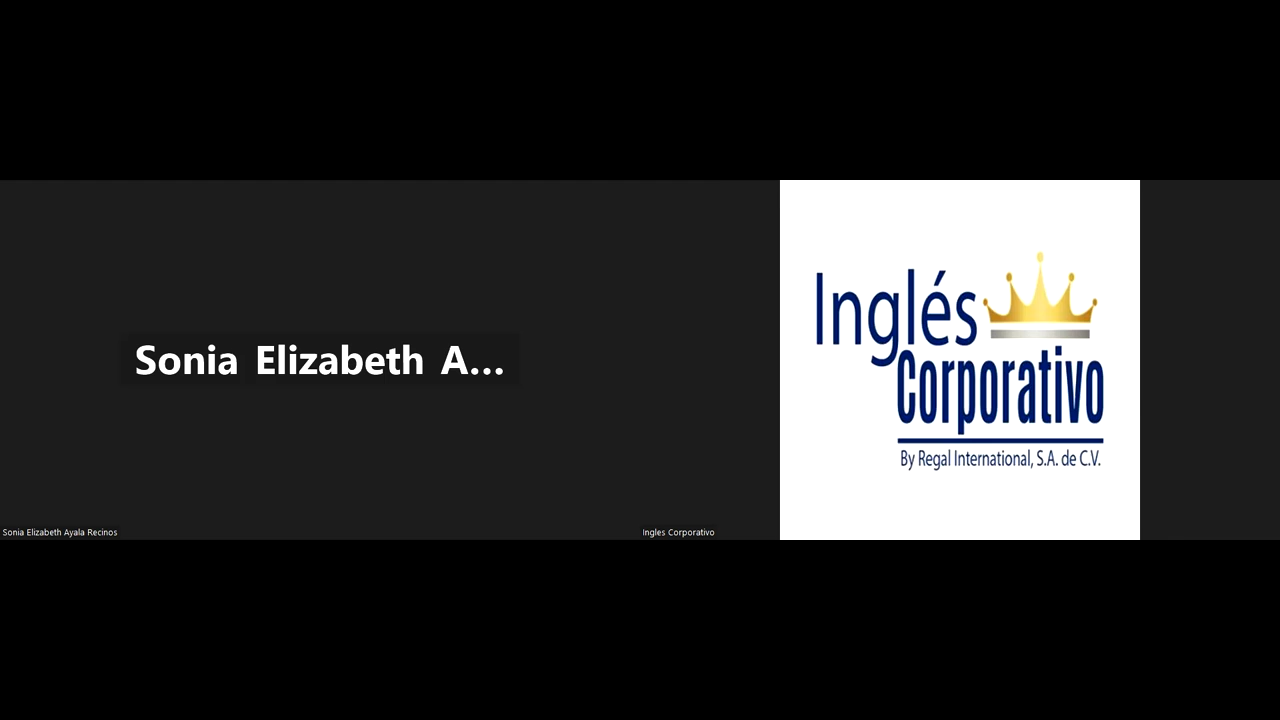 Sonia Elizabeth A...
Sonia Elizabeth Ayala Recinos
Inglés
Corporativo
By Regal International, S.A. de C.V.
Ingles Corporativo